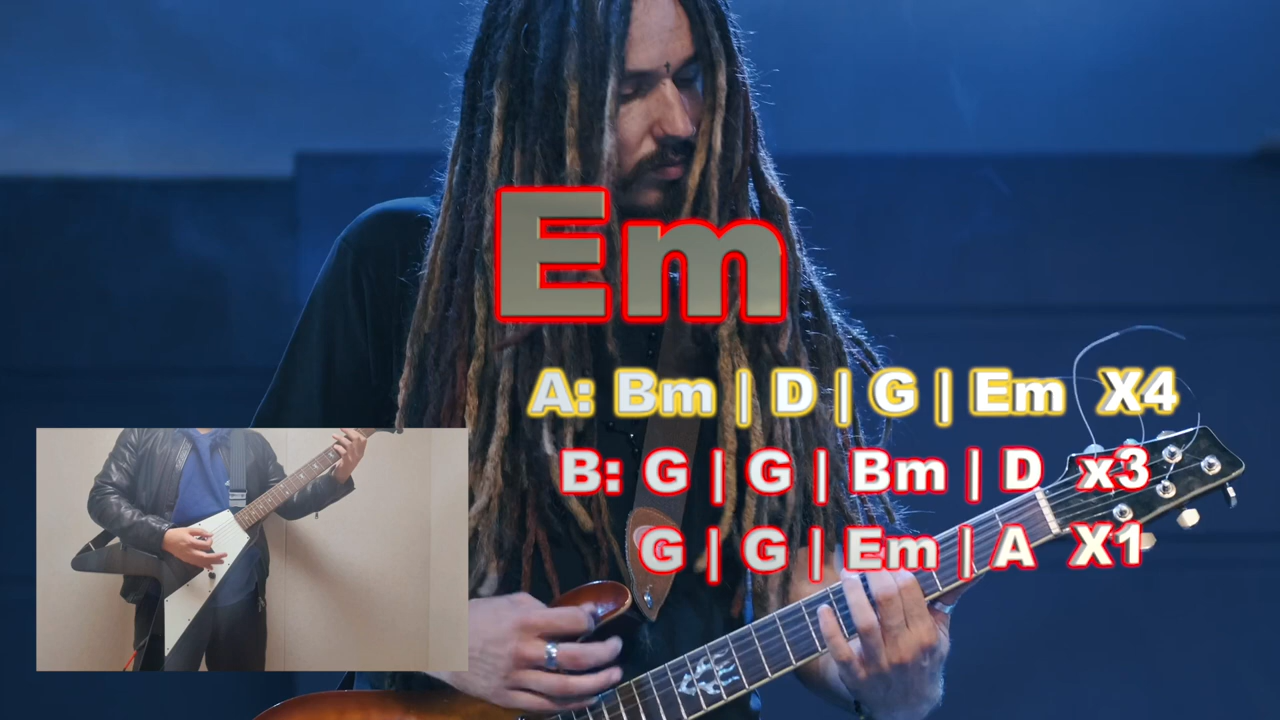 Em
A: Bm | D | G | Em X4
B: G | G | Bm | D x3
G | G | Em | A X1